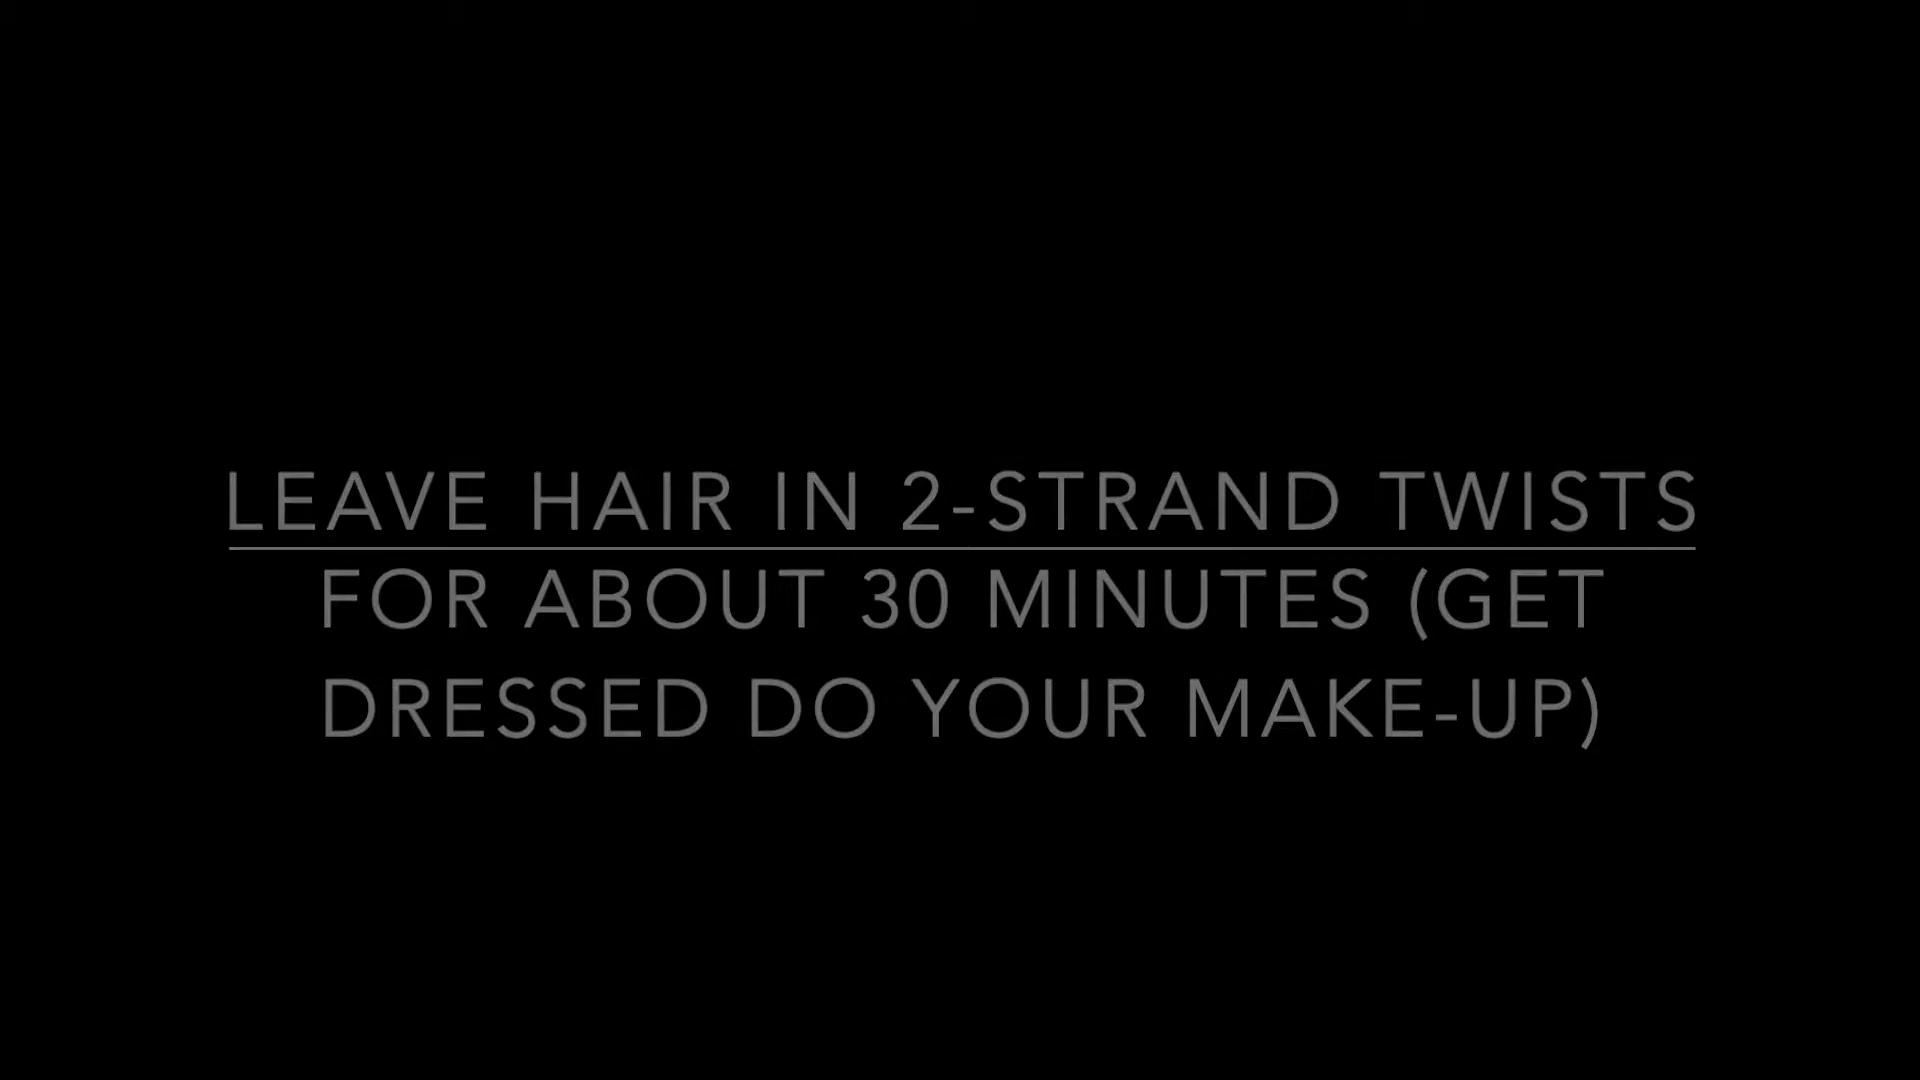 LEAVE HAIR IN 2-STRAND TWISTS
FOR ABOUT 30 MINUTES (GET
DRESSED DO YOUR MAKE-UP)